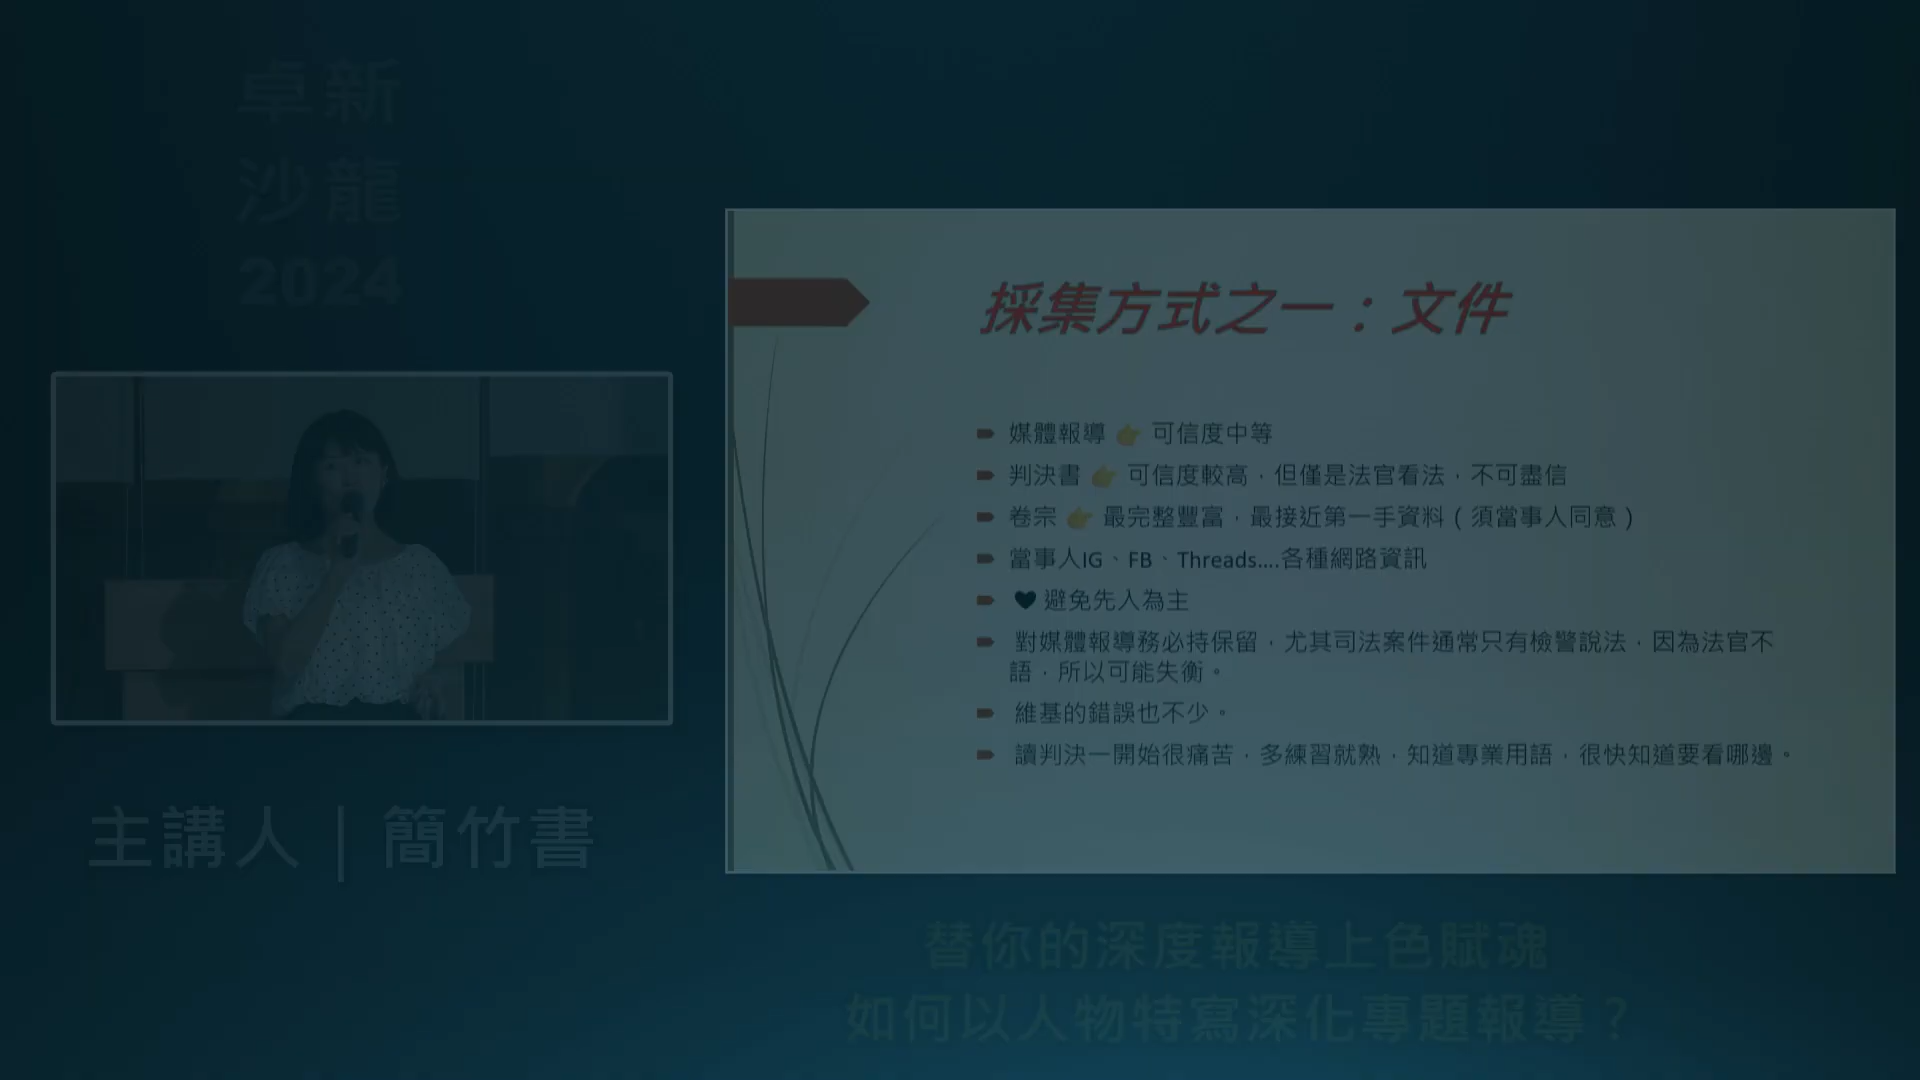 卓新
沙龍
2024
採集方式之一：文件
媒體報導 👉 可信度中等
判決書 👉 可信度較高，但僅是法官看法，不可盡信
卷宗 👉 最完整豐富，最接近第一手資料（須當事人同意）
當事人IG、FB、Threads....各種網路資訊
♥ 避免先入為主
對媒體報導務必持保留，尤其司法案件通常只有檢警說法，因為法官不
語，所以可能失衡。
維基的錯誤也不少。
讀判決一開始很痛苦，多練習就熟，知道專業用語，很快知道要看哪邊。
主講人｜簡竹書
替你的深度報導上色賦魂
如何以人物特寫深化專題報導？